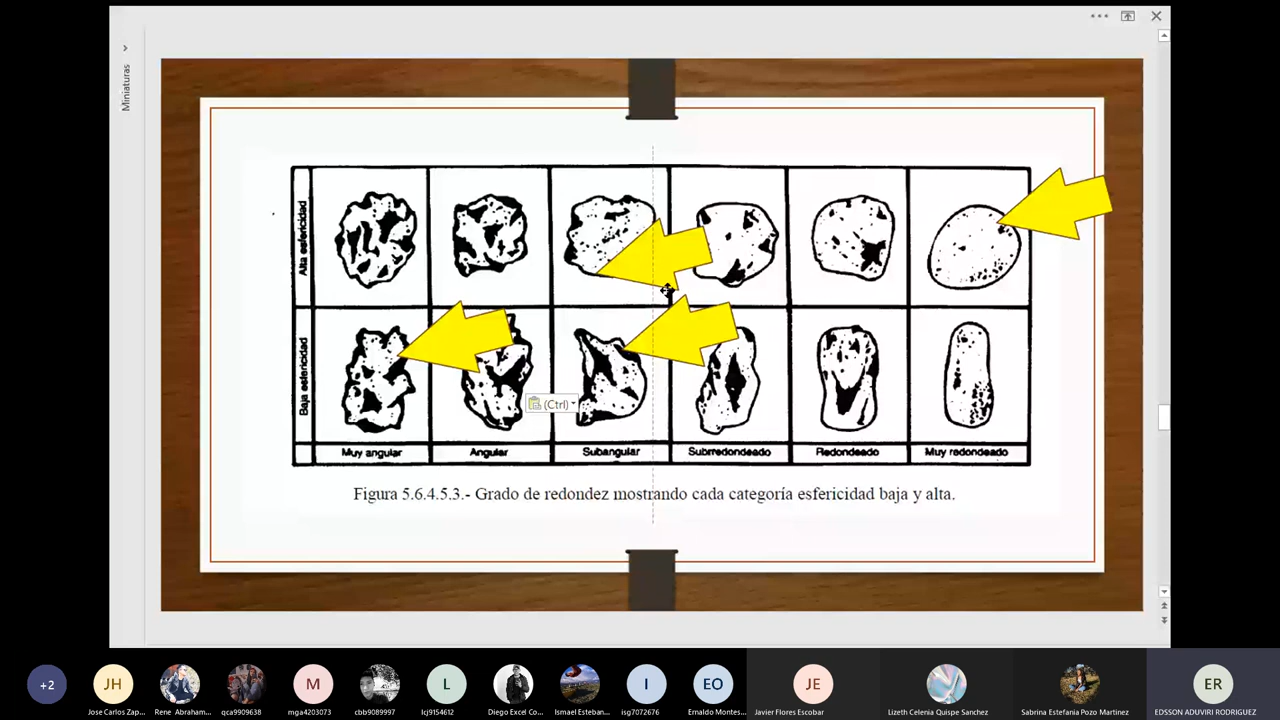 Miniaturas
Alta esfericidad
Baja esfericidad
(Ctrl)
Muy angular
Angular
Subangular
Subrredondeado
Redondeado
Muy redondeado
Figura 5.6.4.5.3.- Grado de redondez mostrando cada categoría esfericidad baja y alta.
+2
JH
M
L
I
EO
JE
ER
Jose Carlos Zap...
Rene Abraham...
qca9909638
mga4203073
cbb9089997
lcj9154612
Diego Excel Co...
Ismael Esteban...
isg7072676
Ernaldo Montes...
Javier Flores Escobar
Lizeth Celenia Quispe Sanchez
Sabrina Estefania Pozo Martinez
EDSSON ADUVIRI RODRIGUEZ